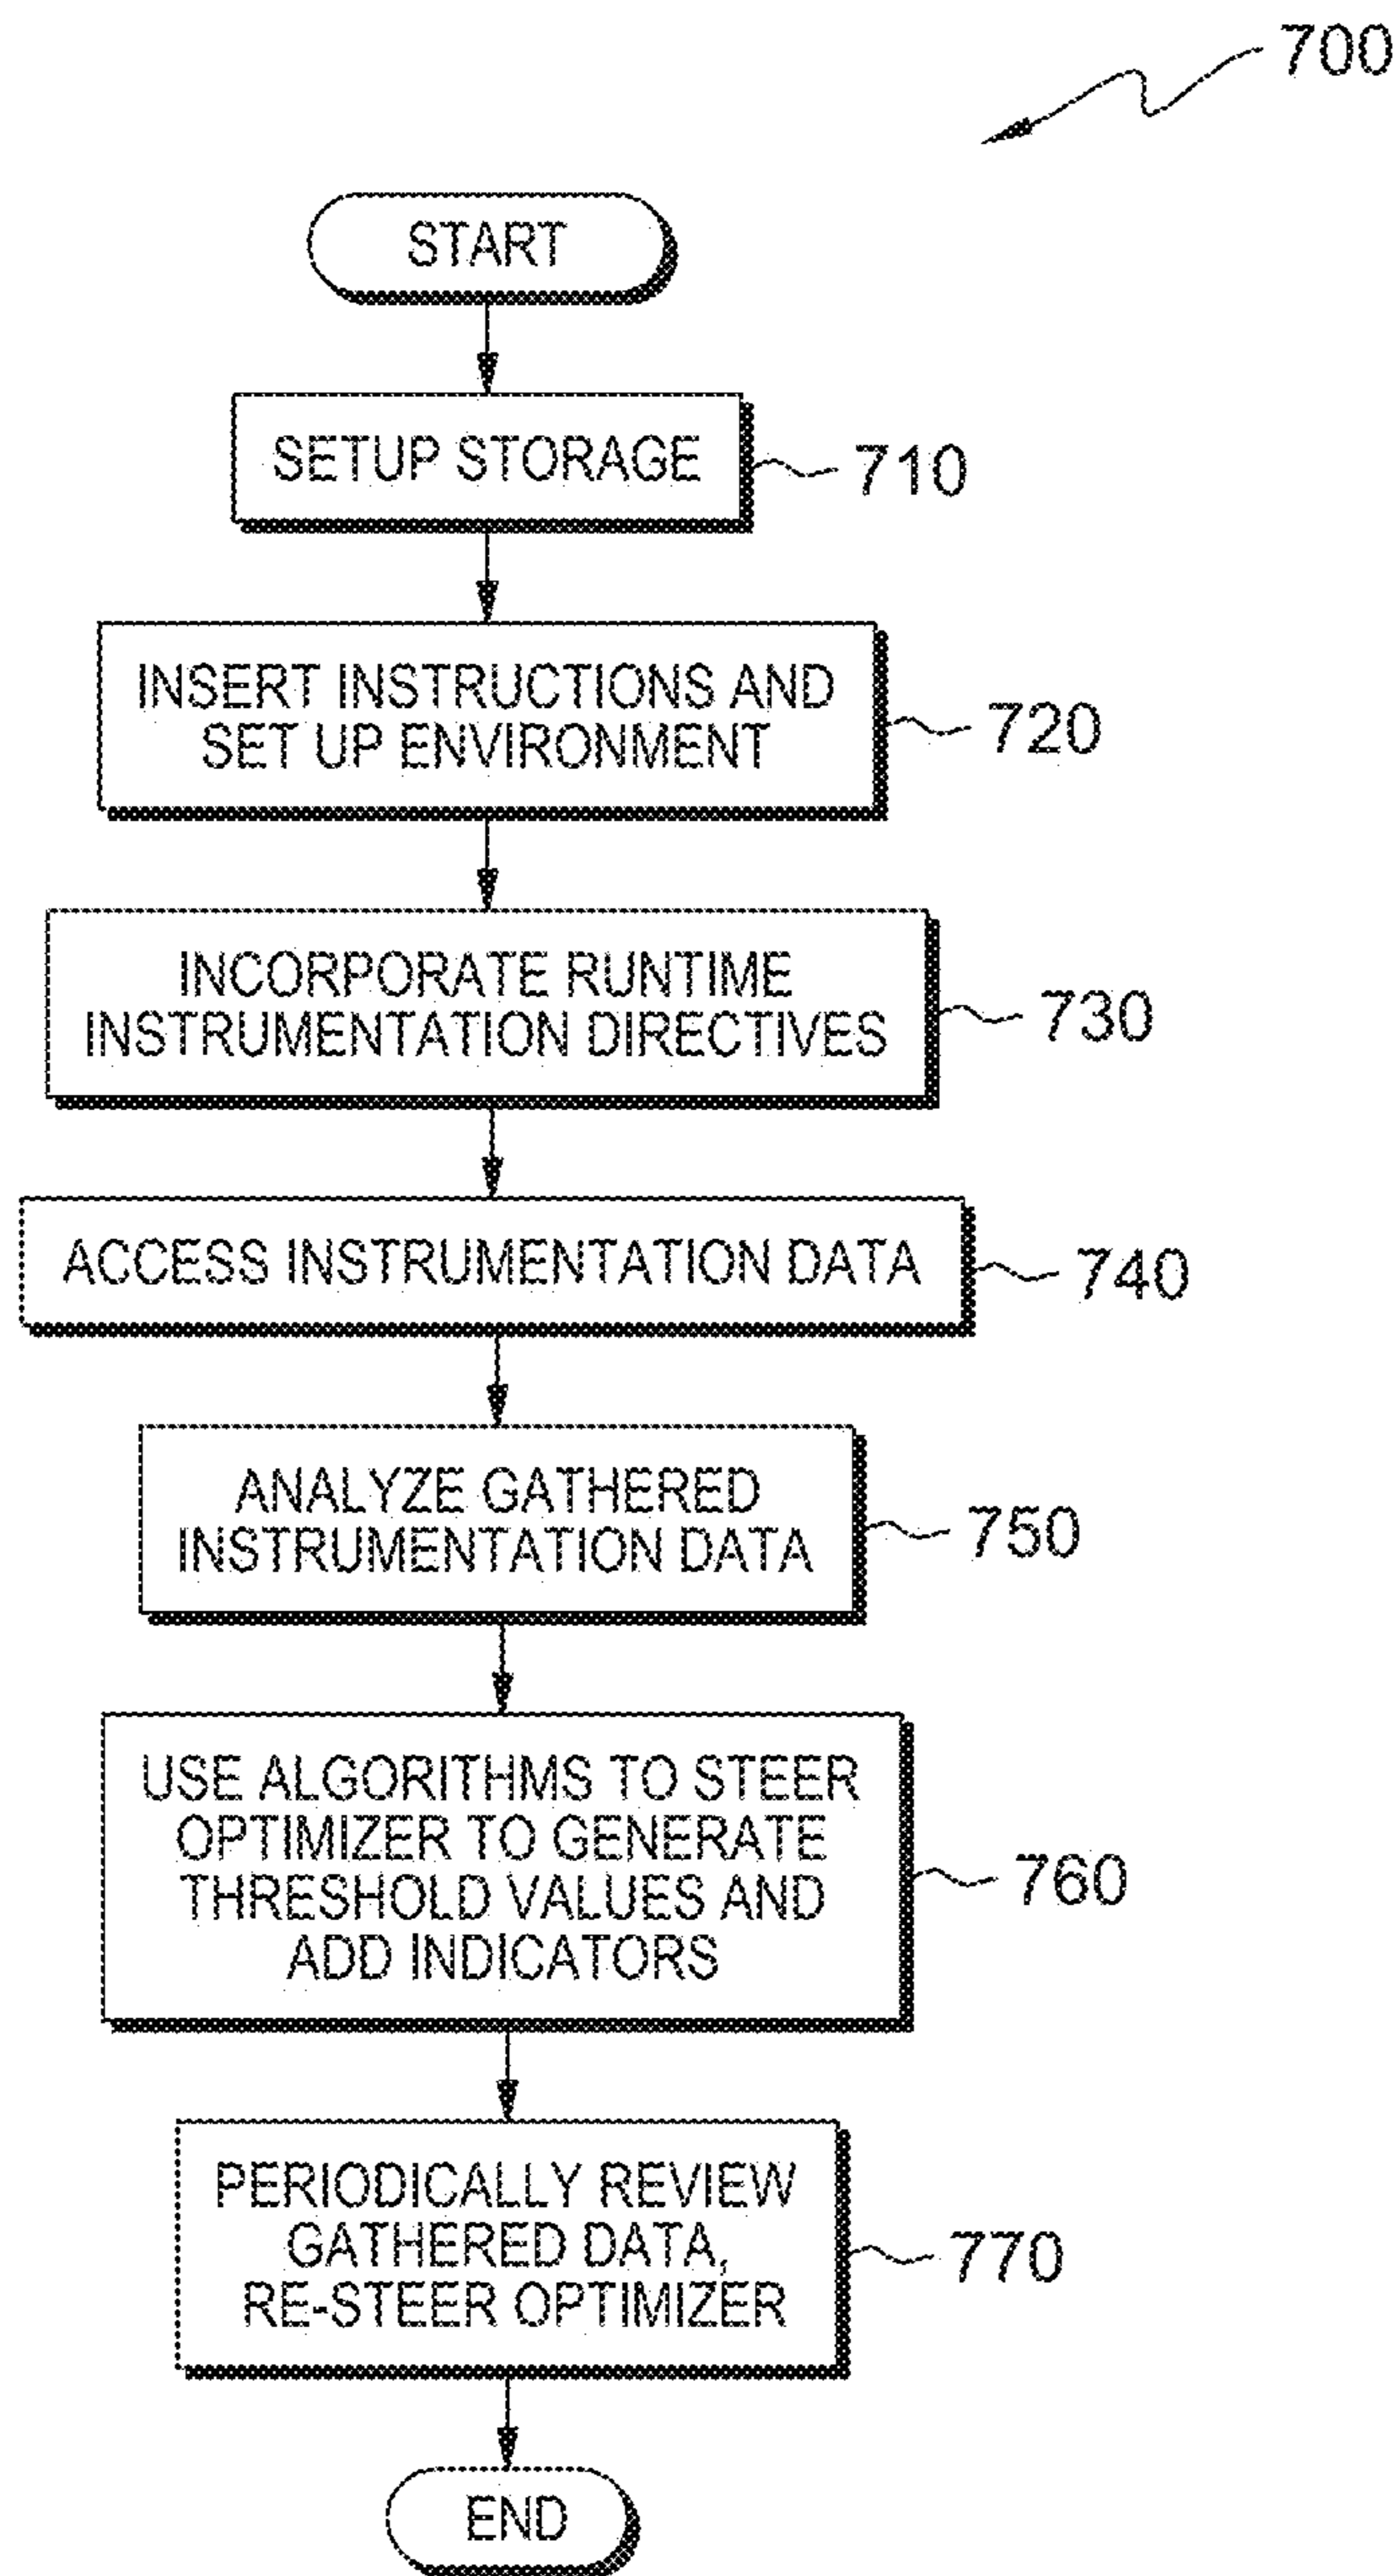 700
START
SETUP STORAGE
710
INSERT INSTRUCTIONS AND
SET UP ENVIRONMENT
720
INCORPORATE RUNTIME
INSTRUMENTATION DIRECTIVES
730
ACCESS INSTRUMENTATION DATA
740
ANALYZE GATHERED
INSTRUMENTATION DATA
750
USE ALGORITHMS TO STEER
OPTIMIZER TO GENERATE
THRESHOLD VALUES AND
ADD INDICATORS
760
PERIODICALLY REVIEW
GATHERED DATA,
RE-STEER OPTIMIZER
770
END